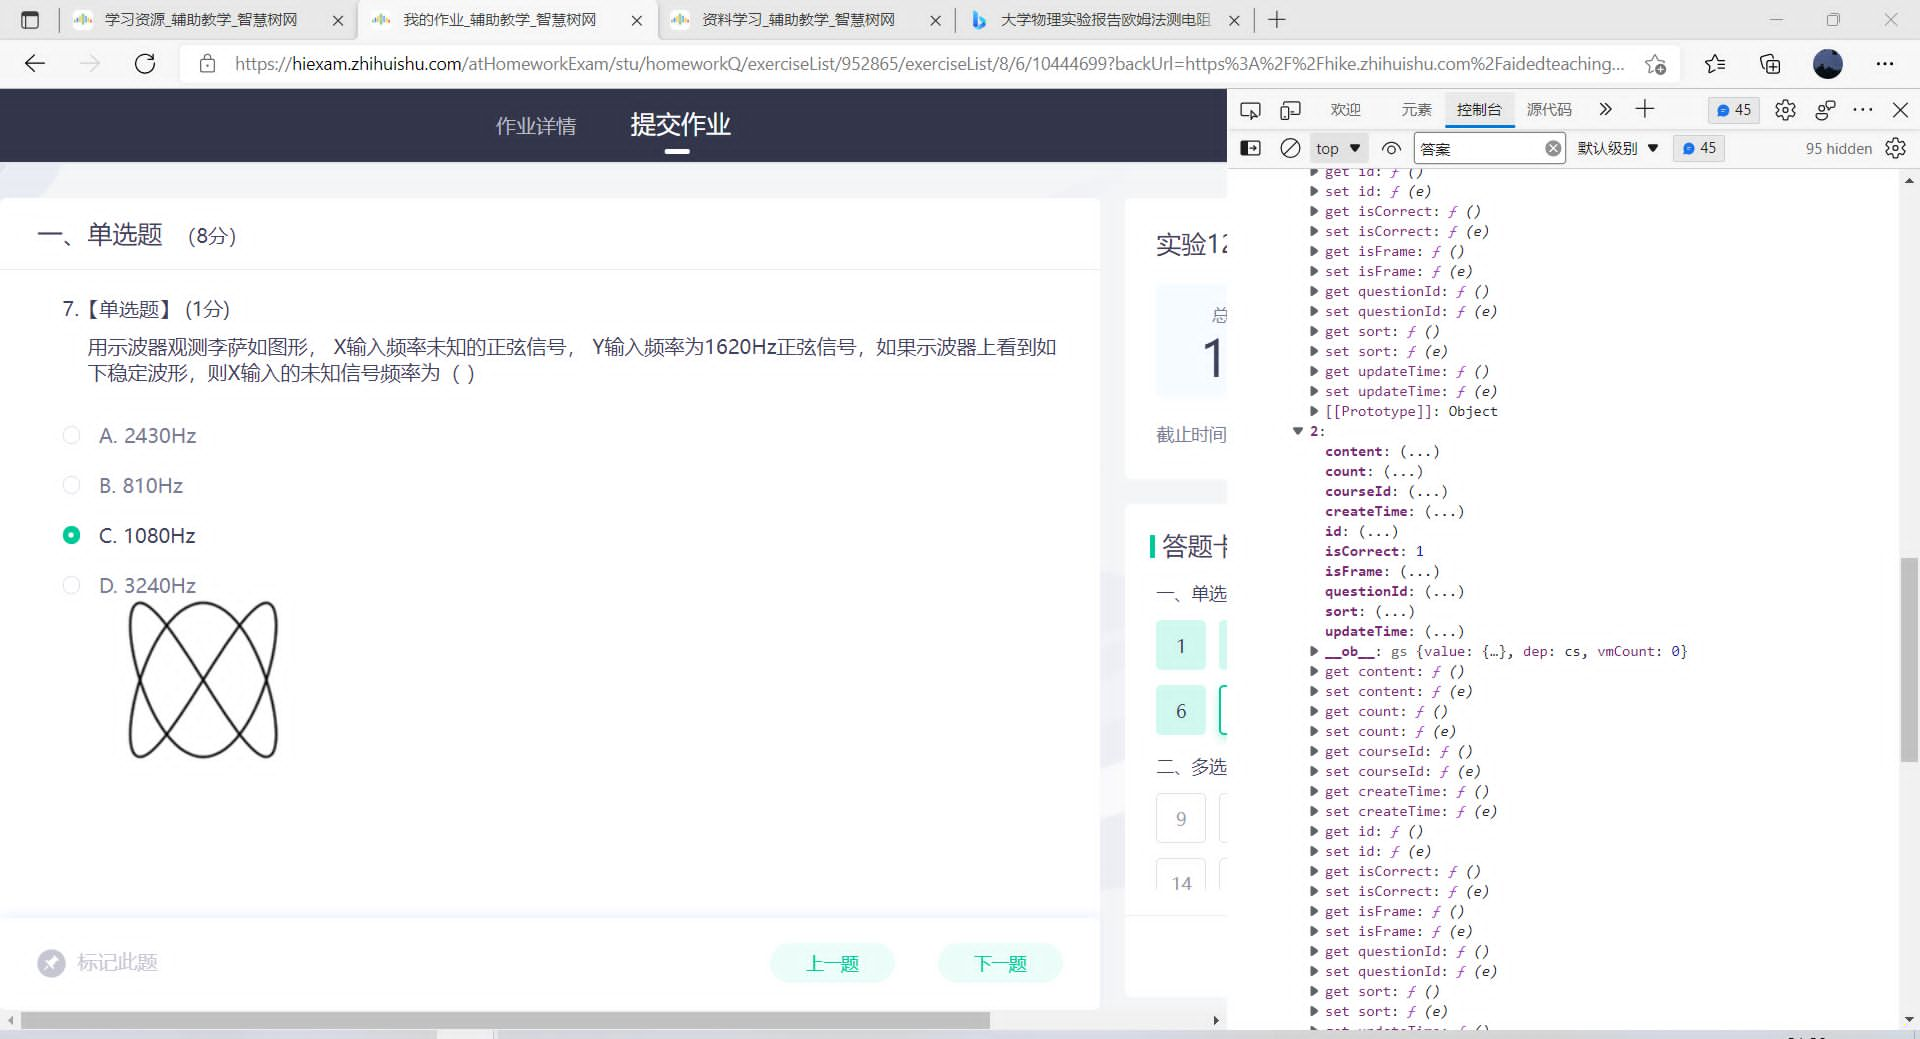 学习资源_辅助教学_智慧树网
我的作业_辅助教学_智慧树网
资料学习_辅助教学_智慧树网
大学物理实验报告欧姆法测电阻
https://hiexam.zhihuishu.com/atHomeworkExam/stu/homeworkQ/exerciseList/952865/exerciseList/8/6/10444699?backUrl=https%3A%2F%2Fhike.zhihuishu.com%2Faidedteaching...
作业详情
提交作业
一、单选题 (8分)
7.【单选题】 (1分)
用示波器观测李萨如图形， X输入频率未知的正弦信号， Y输入频率为1620Hz正弦信号，如果示波器上看到如
下稳定波形，则X输入的未知信号频率为（ ）
A. 2430Hz
B. 810Hz
C. 1080Hz
D. 3240Hz
标记此题
上一题
下一题
实验12
总
1
截止时间
答题卡
一、单选
1
6
二、多选
9
14
欢迎
元素
控制台
源代码
45
top
答案
默认级别
45
95 hidden
get id: ƒ ()
set id: ƒ (e)
get isCorrect: ƒ ()
set isCorrect: ƒ (e)
get isFrame: ƒ ()
set isFrame: ƒ (e)
get questionId: ƒ ()
set questionId: ƒ (e)
get sort: ƒ ()
set sort: ƒ (e)
get updateTime: ƒ ()
set updateTime: ƒ (e)
[[Prototype]]: Object
2:
content: (...)
count: (...)
courseId: (...)
createTime: (...)
id: (...)
isCorrect: 1
isFrame: (...)
questionId: (...)
sort: (...)
updateTime: (...)
__ob__: gs {value: {…}, dep: cs, vmCount: 0}
get content: ƒ ()
set content: ƒ (e)
get count: ƒ ()
set count: ƒ (e)
get courseId: ƒ ()
set courseId: ƒ (e)
get createTime: ƒ ()
set createTime: ƒ (e)
get id: ƒ ()
set id: ƒ (e)
get isCorrect: ƒ ()
set isCorrect: ƒ (e)
get isFrame: ƒ ()
set isFrame: ƒ (e)
get questionId: ƒ ()
set questionId: ƒ (e)
get sort: ƒ ()
set sort: ƒ (e)